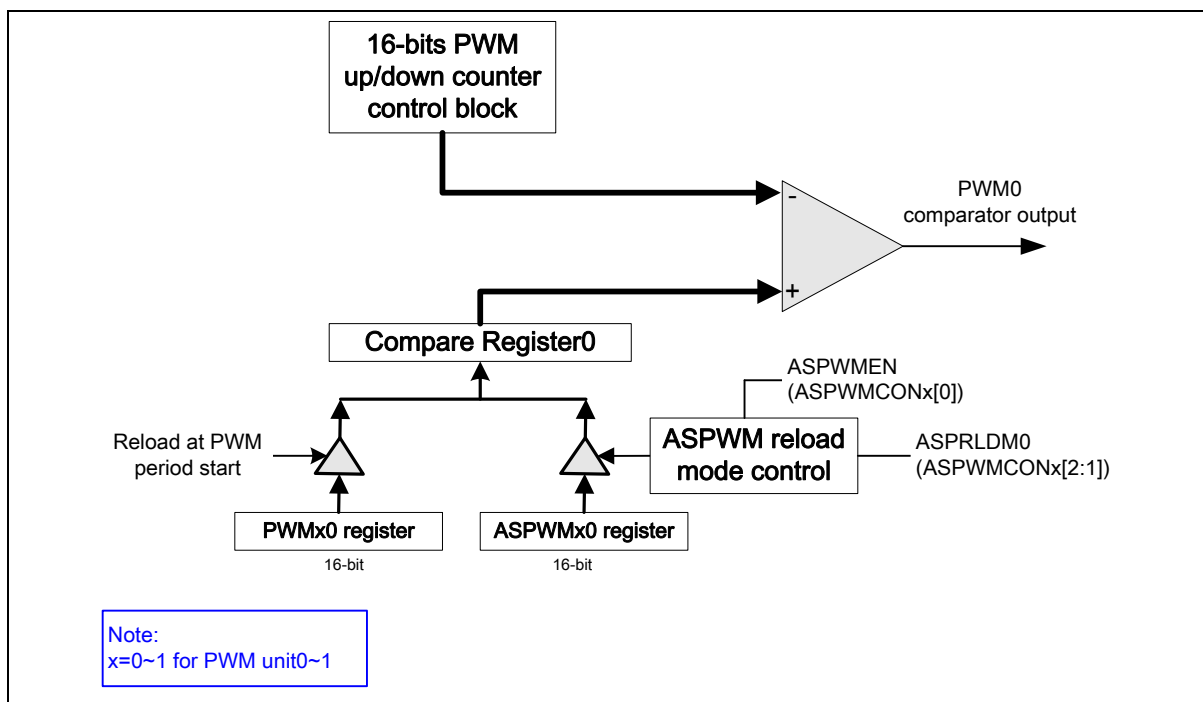 16-bits PWM
up/down counter
control block
-
PWM0
comparator output
+
Compare Register0
ASPWMEN
(ASPWMCONx[0])
Reload at PWM
period start
ASPWM reload
mode control
ASPRLDM0
(ASPWMCONx[2:1])
PWMx0 register
ASPWMx0 register
16-bit
16-bit
Note:
x=0~1 for PWM unit0~1